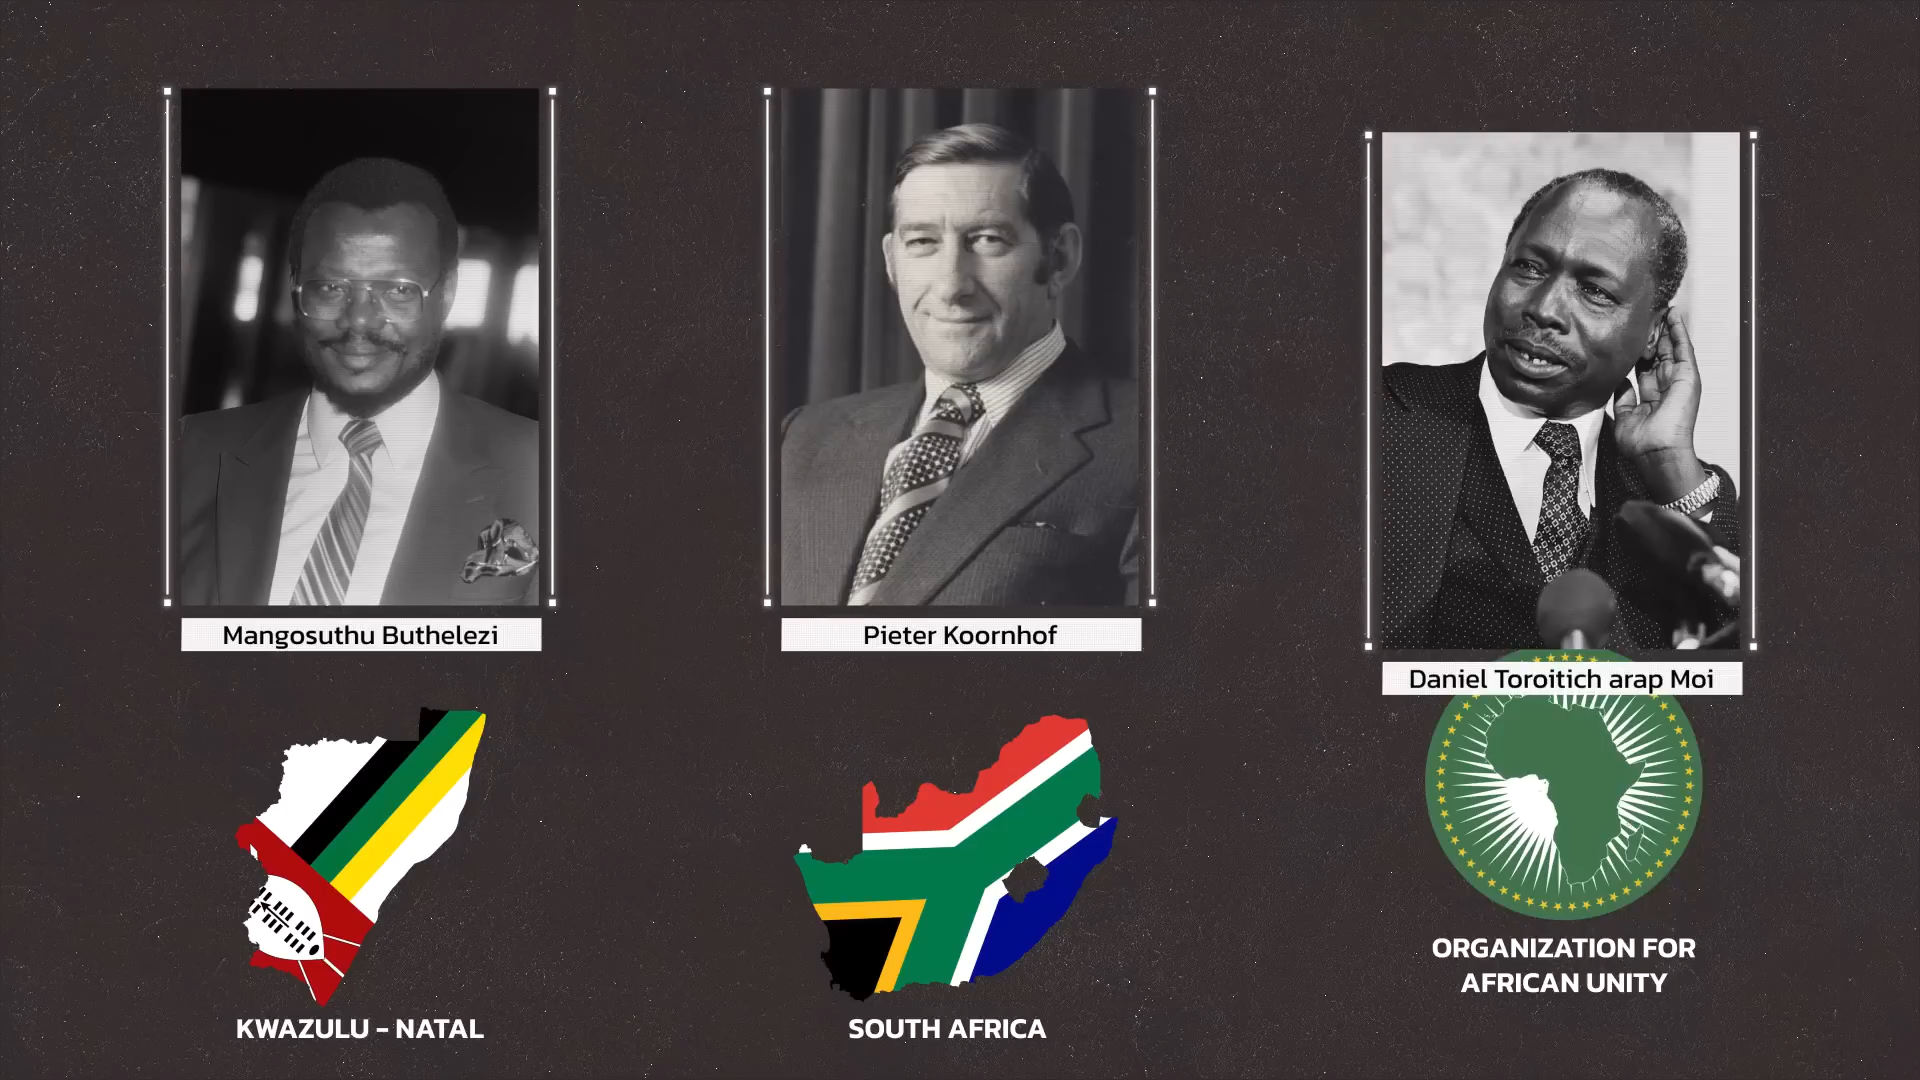 Mangosuthu Buthelezi
Pieter Koornhof
Daniel Toroitich arap Moi
KWAZULU - NATAL
SOUTH AFRICA
ORGANIZATION FOR
AFRICAN UNITY